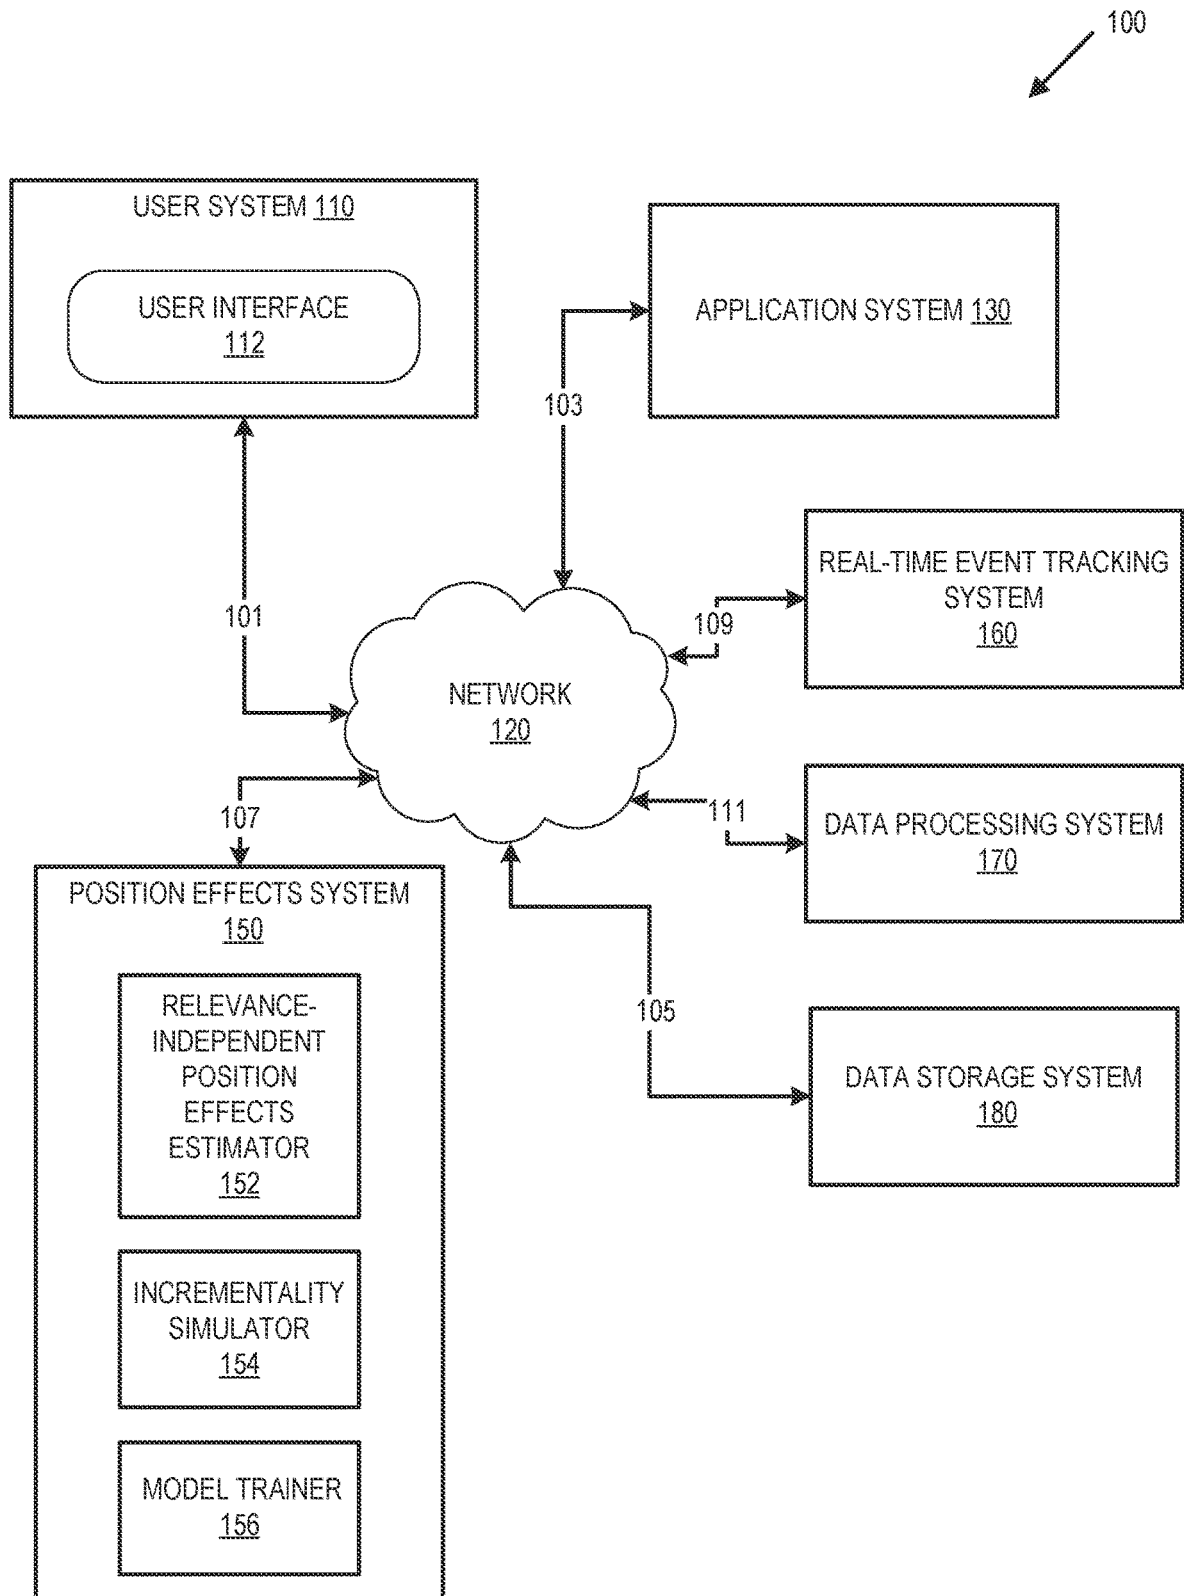 100
USER SYSTEM 110
USER INTERFACE
112
APPLICATION SYSTEM 130
103
REAL-TIME EVENT TRACKING
SYSTEM
160
101
109
NETWORK
120
107
111
DATA PROCESSING SYSTEM
170
POSITION EFFECTS SYSTEM
150
RELEVANCE-
INDEPENDENT
POSITION
EFFECTS
ESTIMATOR
152
105
DATA STORAGE SYSTEM
180
INCREMENTALITY
SIMULATOR
154
MODEL TRAINER
156